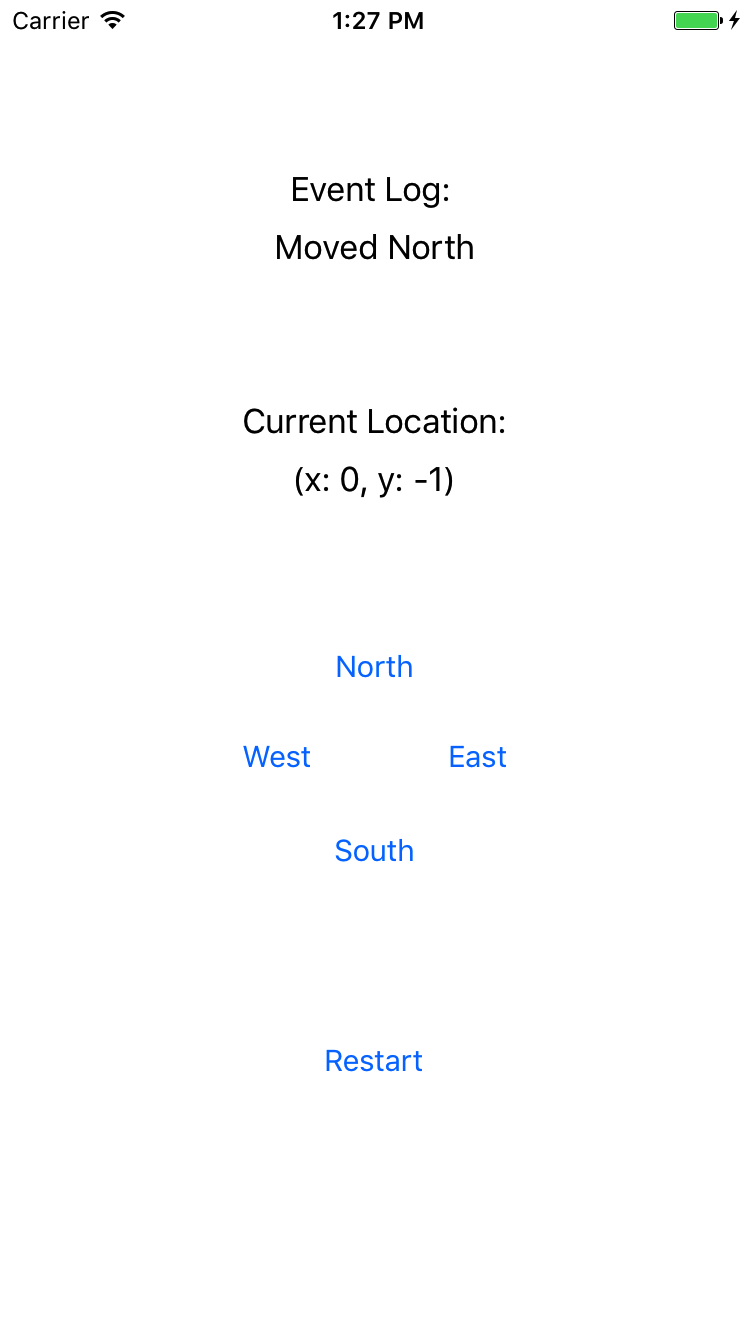 Carrier 1:27 PM
Event Log:
Moved North
Current Location:
(x: 0, y: -1)
North
West East
South
Restart